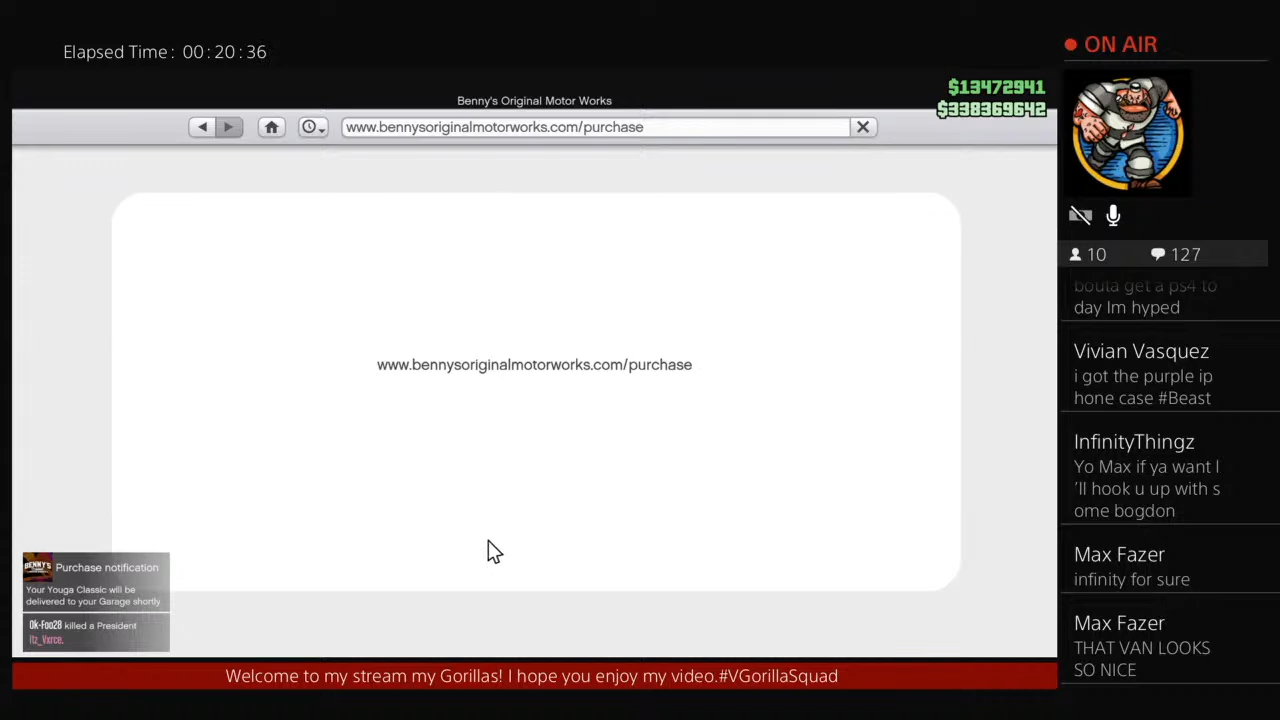 Elapsed Time: 00:20:36
ON AIR
Benny's Original Motor Works
$13472941
$338369642
www.bennysoriginalmotorworks.com/purchase
www.bennysoriginalmotorworks.com/purchase
10 127
boula get a ps4 to
day Im hyped
Vivian Vasquez
i got the purple ip
hone case #Beast
InfinityThingz
Yo Max if ya want I
'll hook u up with s
ome bogdon
Max Fazer
infinity for sure
Max Fazer
THAT VAN LOOKS
SO NICE
BENNY'S
Purchase notification
Your Youga Classic will be
delivered to your Garage shortly
Ok-Foo28 killed a President
Itz_Vxrce.
Welcome to my stream my Gorillas! I hope you enjoy my video.#VGorillaSquad